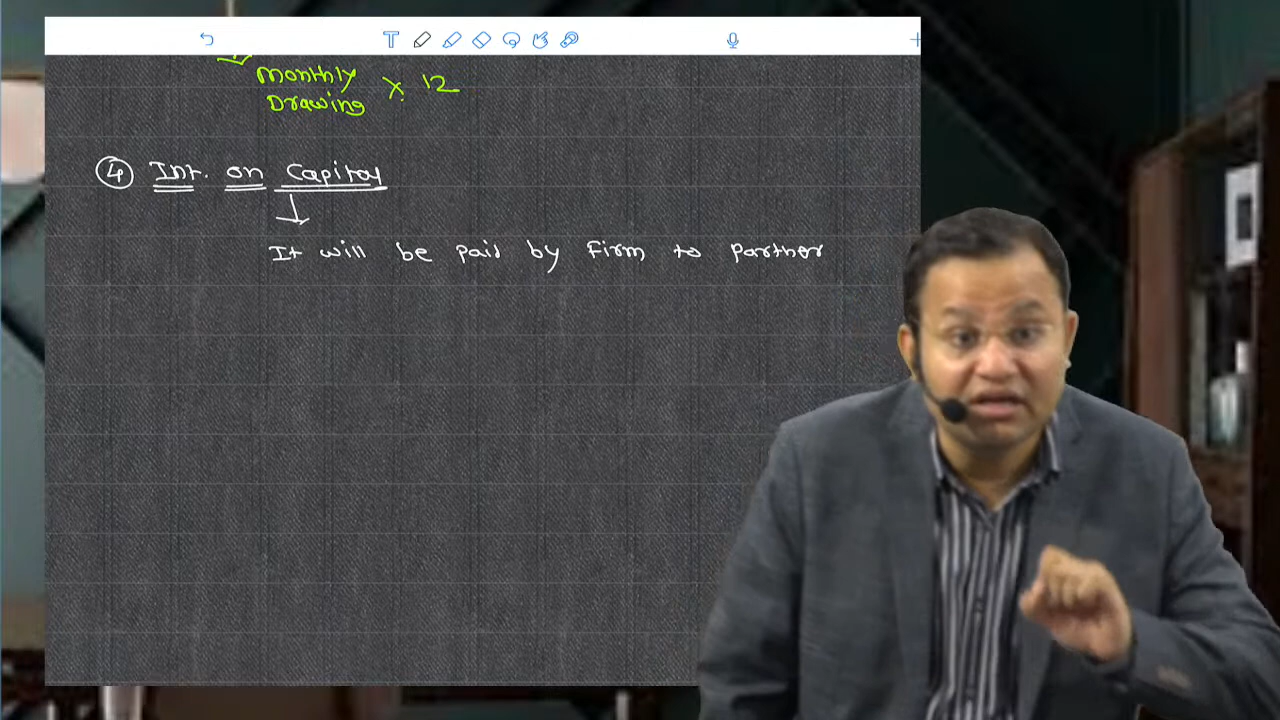 Monthly
Drawing × 12
④ Int. on Capital
It will be paid by Firm to partner